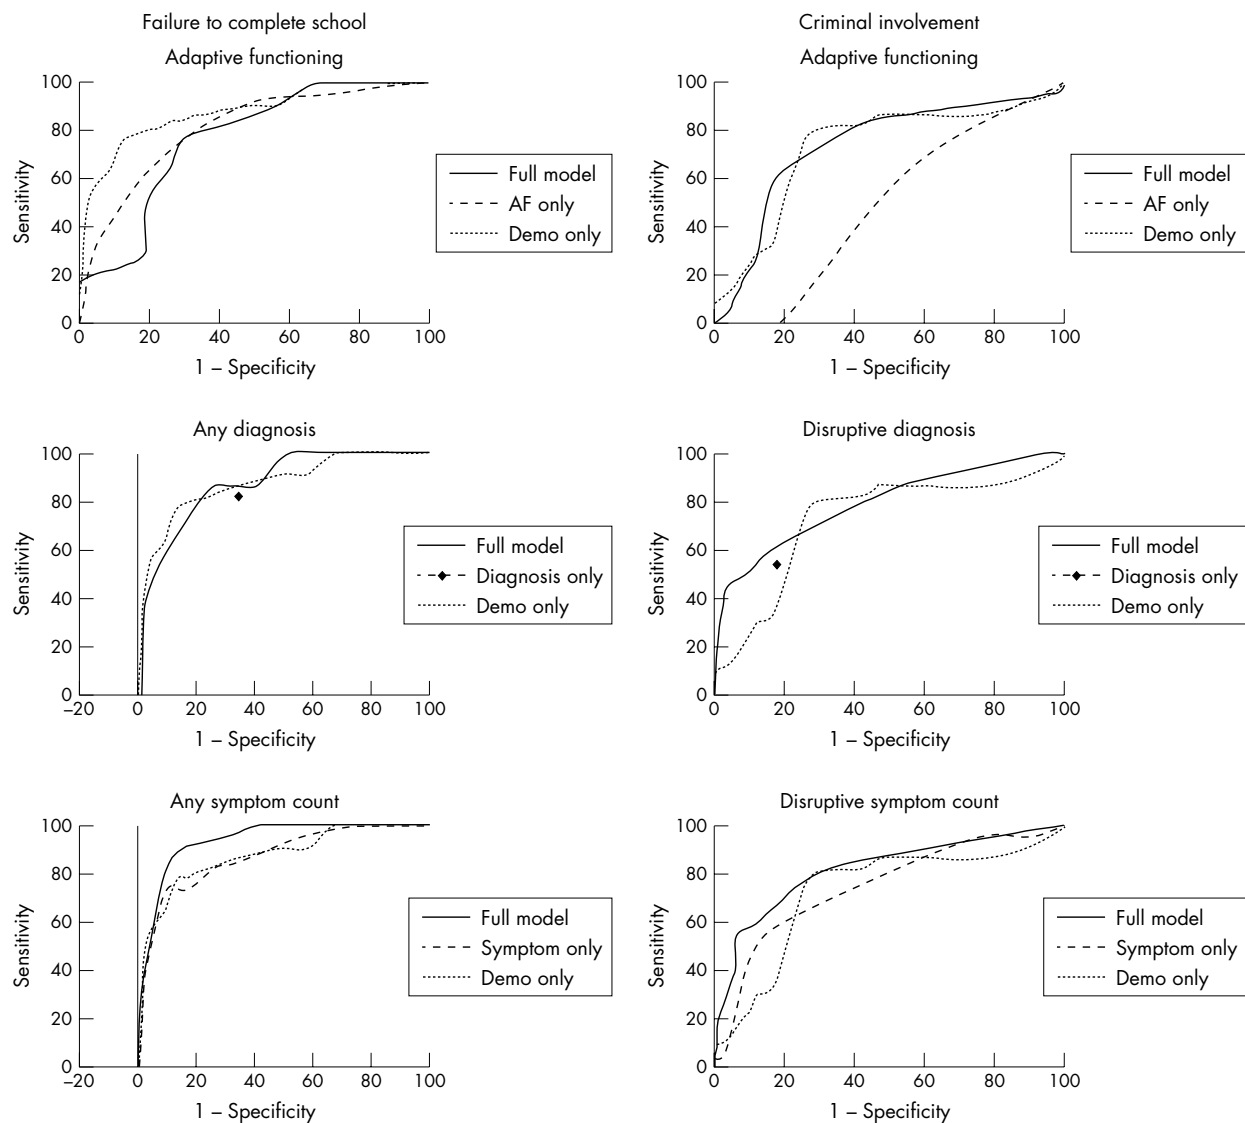 Failure to complete school
Adaptive functioning
100
80
60
40
20
0
Sensitivity
0 20 40 60 80 100
1 – Specificity
Full model
AF only
Demo only
Criminal involvement
Adaptive functioning
100
80
60
40
20
0
Sensitivity
0 20 40 60 80 100
1 – Specificity
Full model
AF only
Demo only
Any diagnosis
100
80
60
40
20
0
Sensitivity
–20 0 20 40 60 80 100
1 – Specificity
Full model
Diagnosis only
Demo only
Disruptive diagnosis
100
80
60
40
20
0
Sensitivity
0 20 40 60 80 100
1 – Specificity
Full model
Diagnosis only
Demo only
Any symptom count
100
80
60
40
20
0
Sensitivity
–20 0 20 40 60 80 100
1 – Specificity
Full model
Symptom only
Demo only
Disruptive symptom count
100
80
60
40
20
0
Sensitivity
0 20 40 60 80 100
1 – Specificity
Full model
Symptom only
Demo only